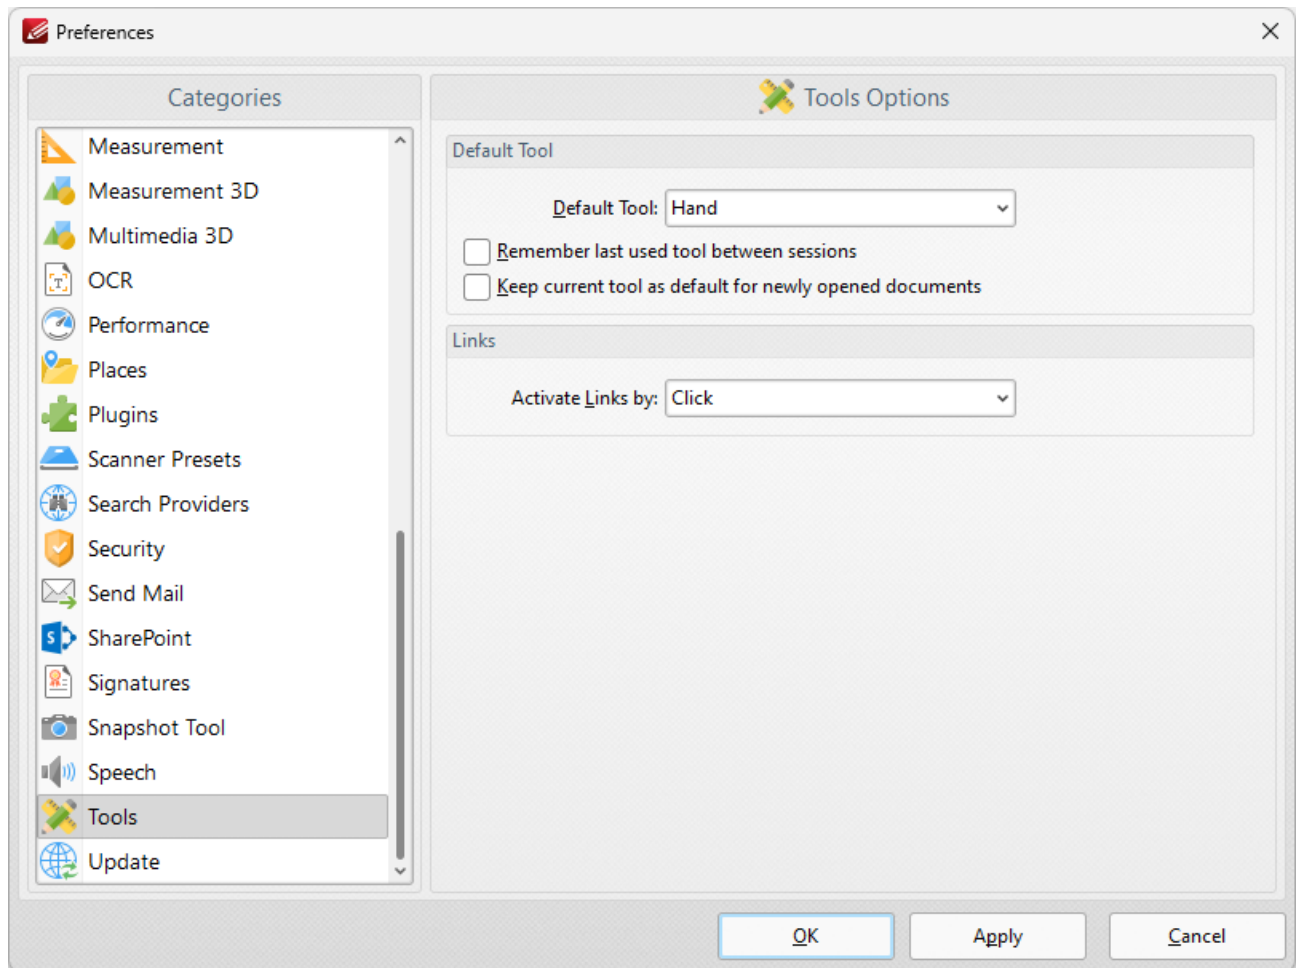 Preferences
Categories
Measurement
Measurement 3D
Multimedia 3D
OCR
Performance
Places
Plugins
Scanner Presets
Search Providers
Security
Send Mail
SharePoint
Signatures
Snapshot Tool
Speech
Tools
Update
Tools Options
Default Tool
Default Tool: Hand
Remember last used tool between sessions
Keep current tool as default for newly opened documents
Links
Activate Links by: Click
OK Apply Cancel